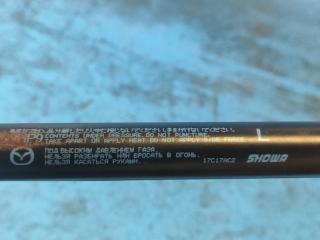 CONTENTS UNDER PRESSURE.DO NOT PUNCTURE.
TAKE APART OR APPLY HEAT.DO NOT APPLY SIDE FORCE.
L
ПОД ВЫСОКИМ ДАВЛЕНИЕМ ГАЗА.
НЕЛЬЗЯ РАЗБИРАТЬ ИЛИ БРОСАТЬ В ОГОНЬ.
НЕЛЬЗЯ КАСАТЬСЯ РУКАМИ.
17C17AC2 SHOWA